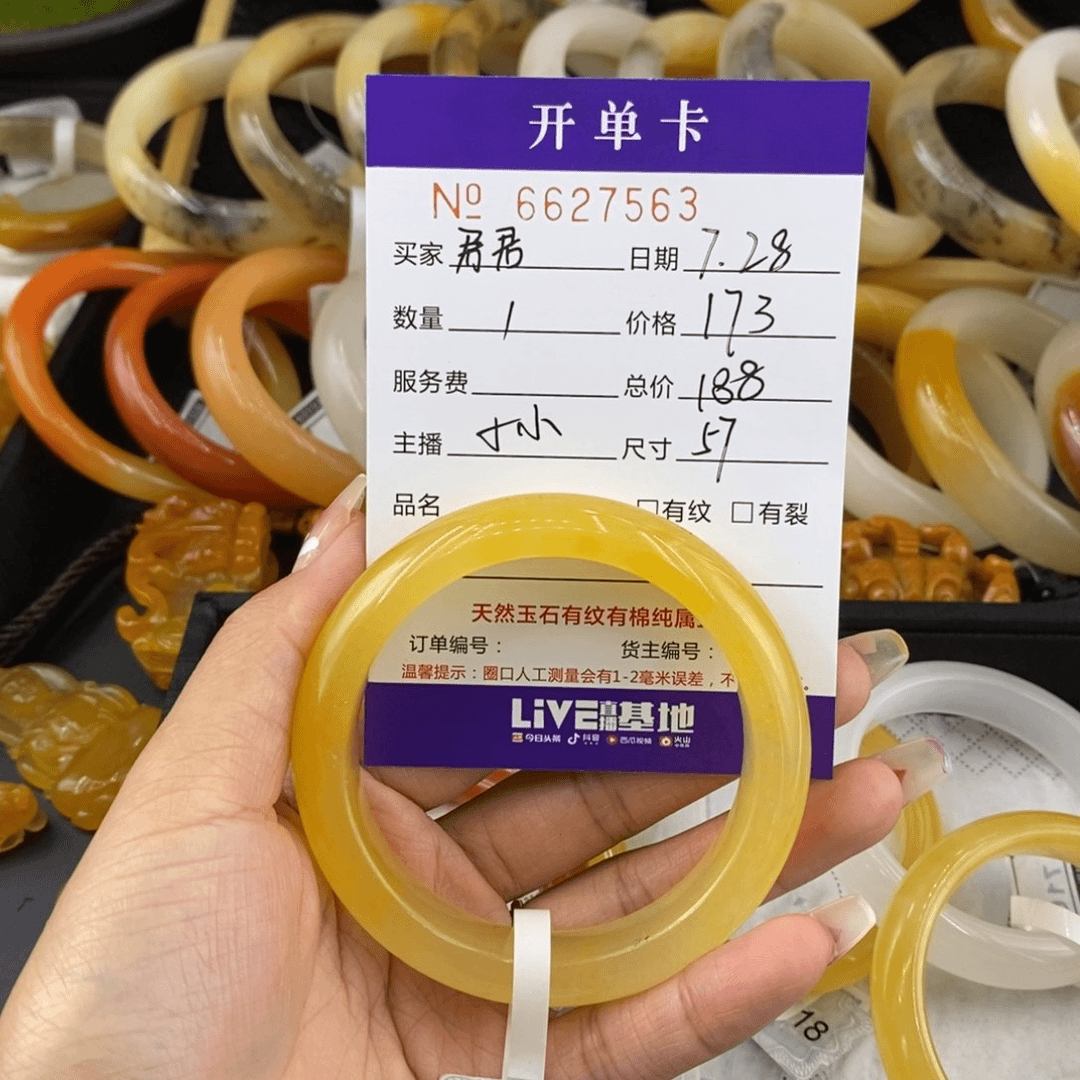 开单卡
№ 6627563
买家 君君 日期 7.28
数量 1 价格 173
服务费 总价 188
主播 小 尺寸 57
品名 □有纹 □有裂
天然玉石有纹有棉纯属
订单编号： 货主编号：
温馨提示：圈口人工测量会有1-2毫米误差，不
LiVE直播基地
今日头条 抖音 西瓜视频 火山
18